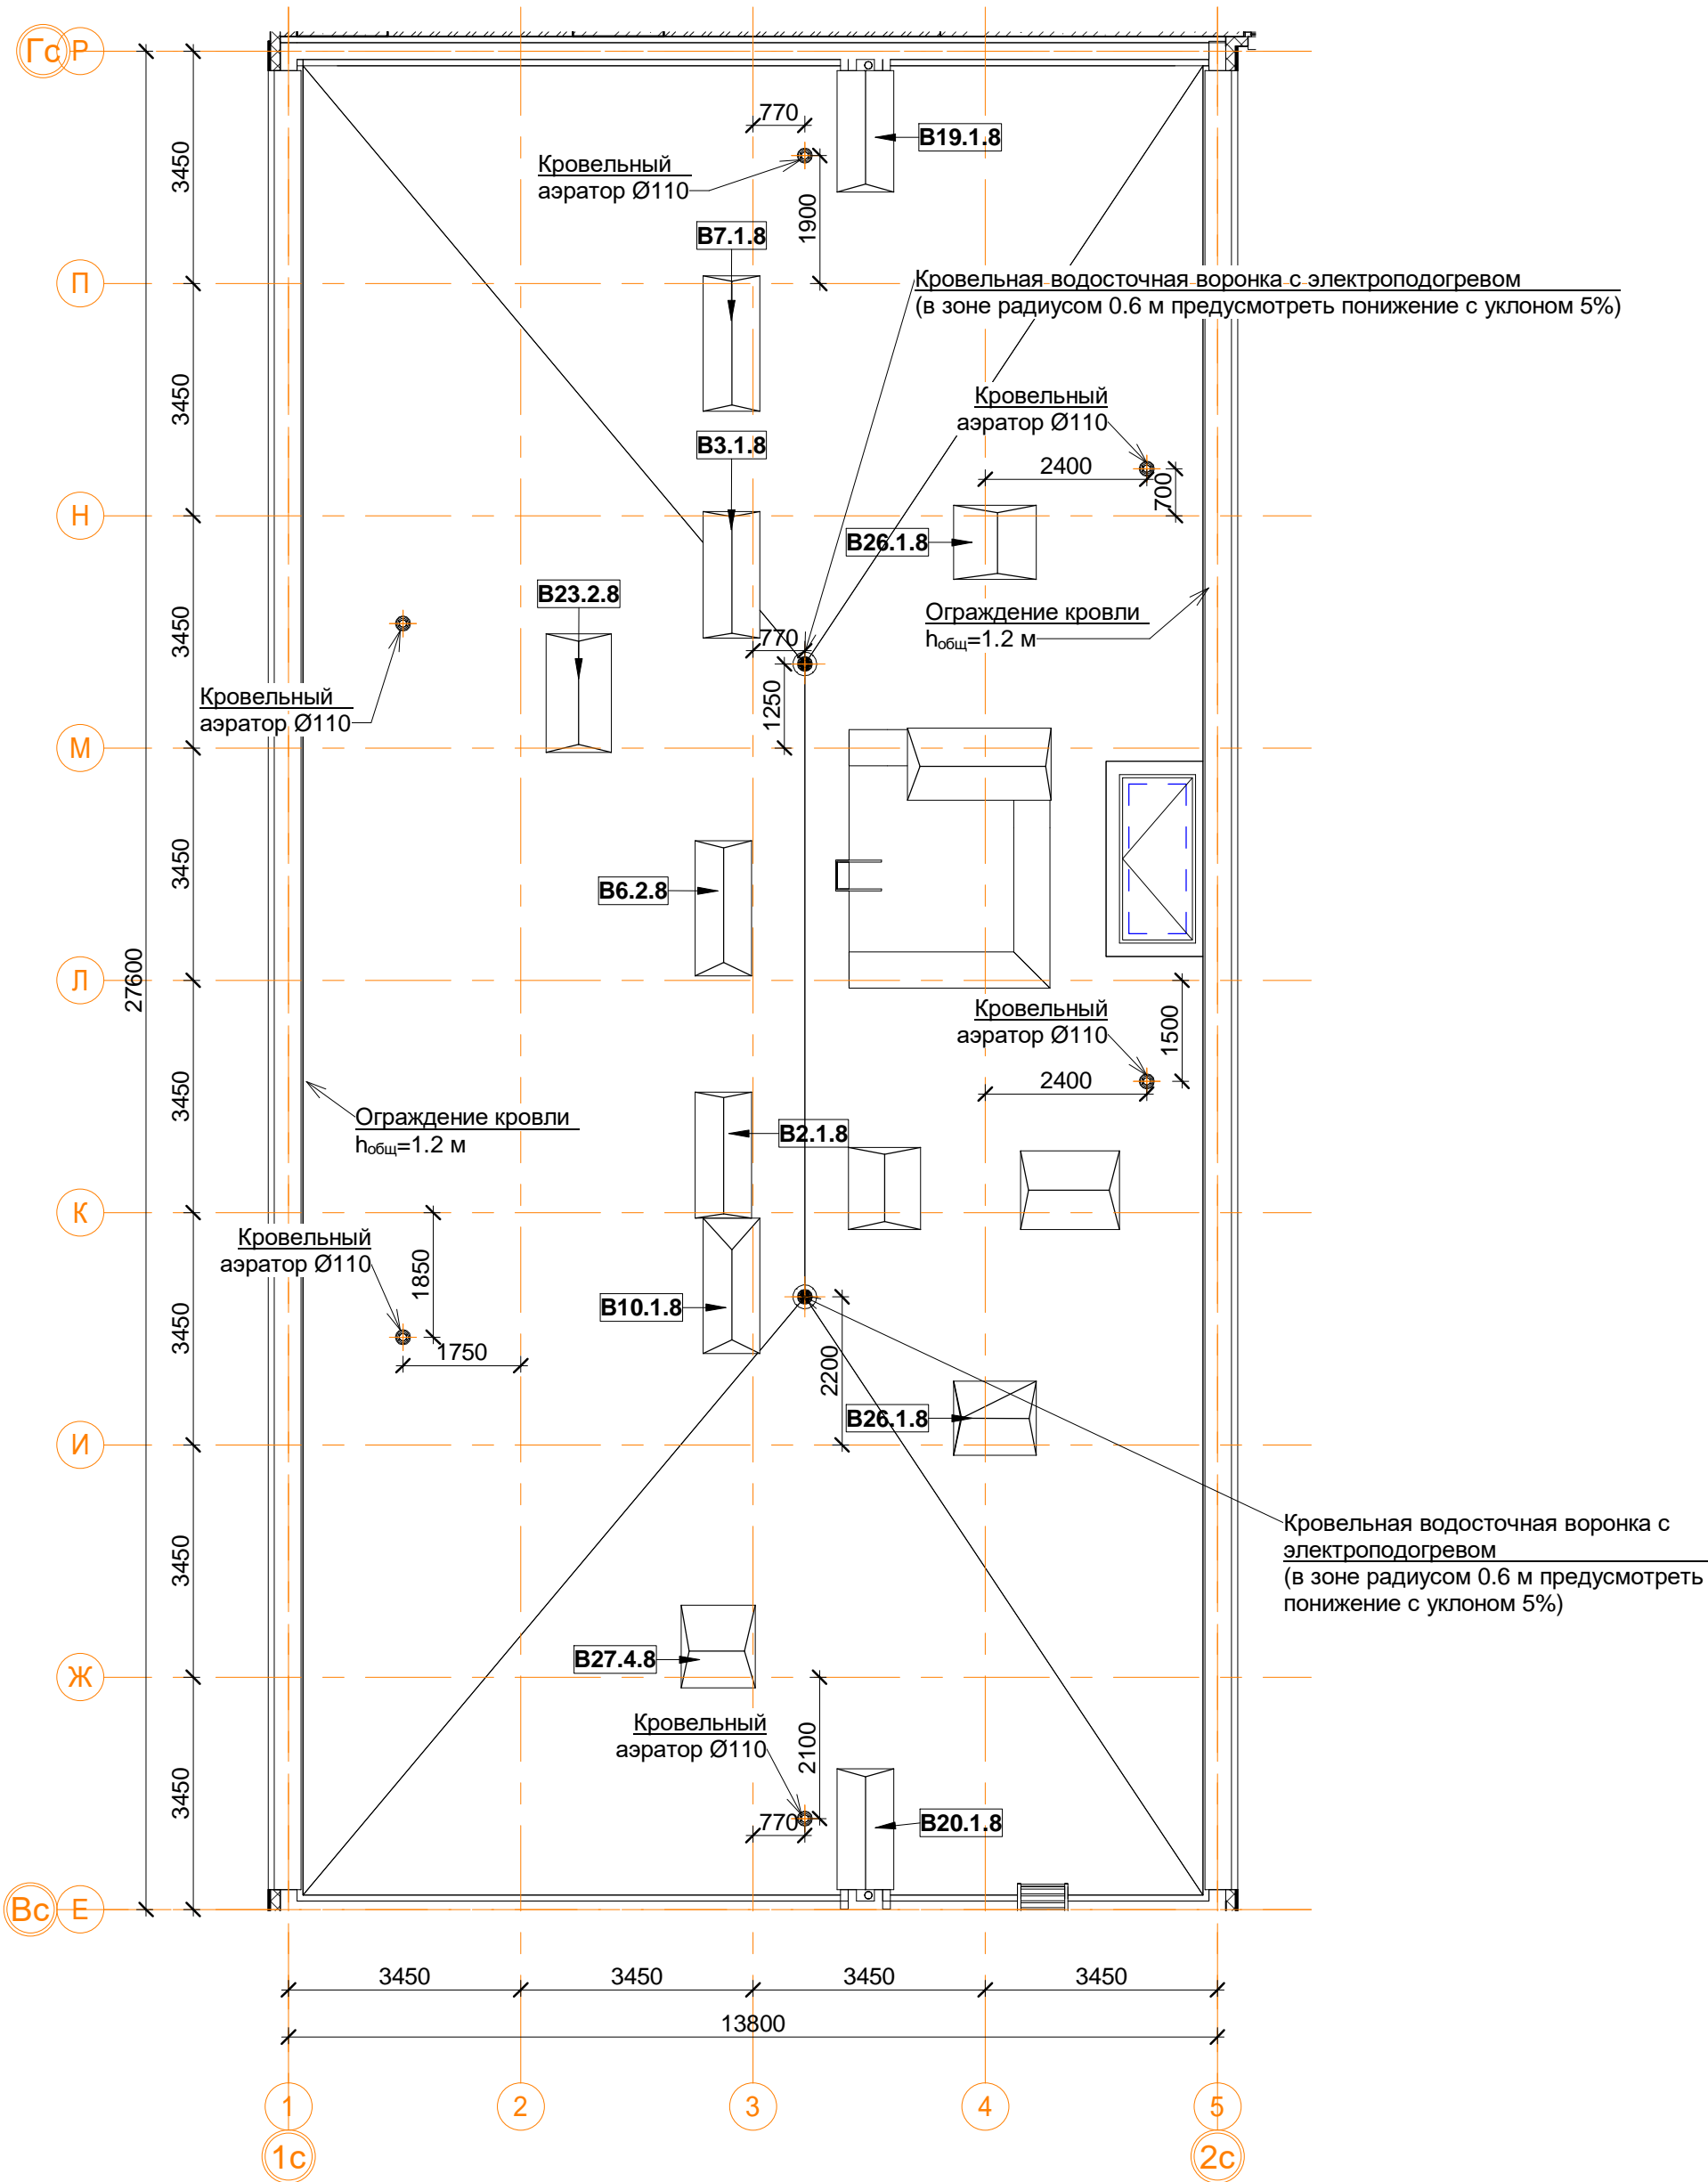 Гс
Р
770
В19.1.8
Кровельный
аэратор Ø110
3450
1900
В7.1.8
П
Кровельная водосточная воронка с электроподогревом
(в зоне радиусом 0.6 м предусмотреть понижение с уклоном 5%)
3450
Кровельный
аэратор Ø110
В3.1.8
2400
700
Н
В26.1.8
В23.2.8
Ограждение кровли
hобщ=1.2 м
3450
770
Кровельный
аэратор Ø110
1250
М
3450
В6.2.8
27600
Л
Кровельный
аэратор Ø110
1500
2400
3450
Ограждение кровли
hобщ=1.2 м
В2.1.8
К
Кровельный
аэратор Ø110
1850
В10.1.8
3450
1750
2200
В26.1.8
И
Кровельная водосточная воронка с
электроподогревом
(в зоне радиусом 0.6 м предусмотреть
понижение с уклоном 5%)
3450
В27.4.8
Ж
Кровельный
аэратор Ø110
2100
3450
770
В20.1.8
Вс
Е
3450
3450
3450
3450
13800
1
2
3
4
5
1с
2с